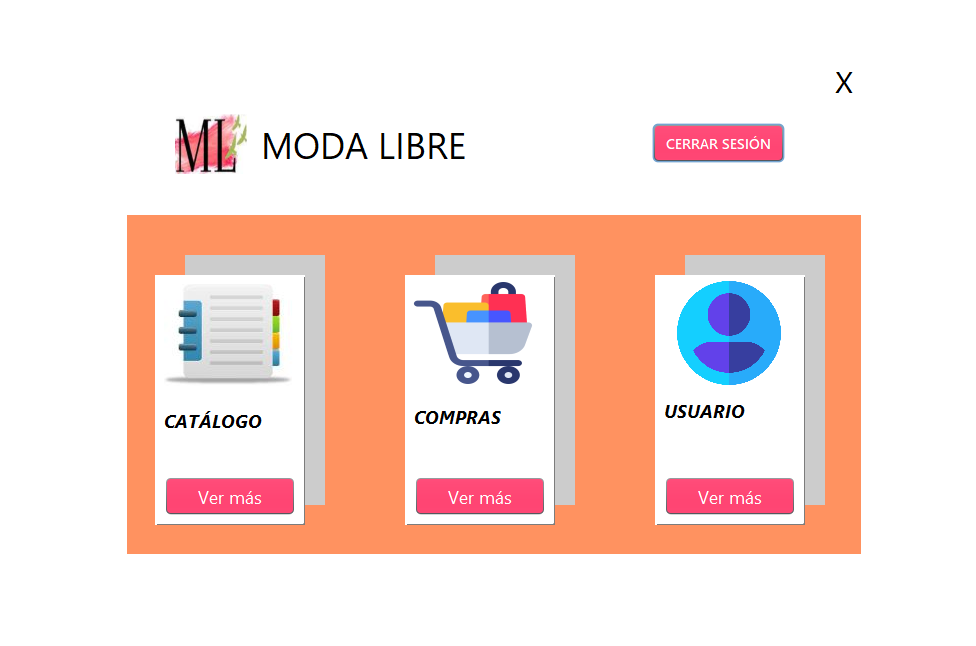 X
ML
MODA LIBRE
CERRAR SESIÓN
CATÁLOGO
COMPRAS
USUARIO
Ver más
Ver más
Ver más